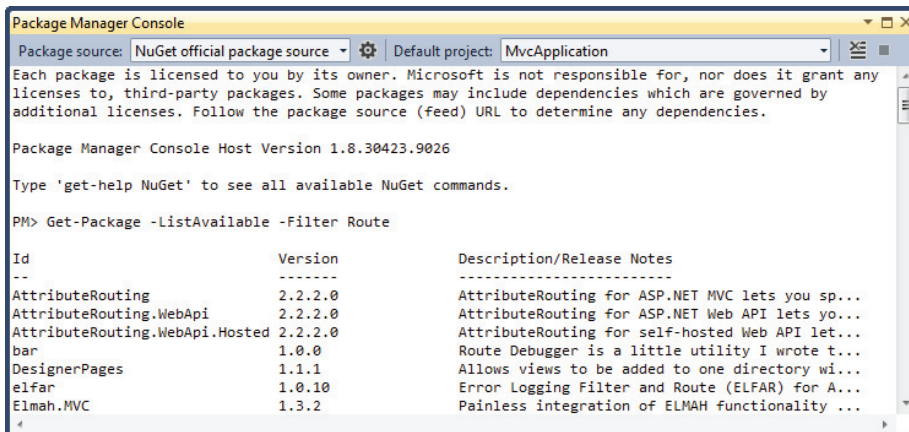 Package Manager Console
Package source: NuGet official package source Default project: MvcApplication
Each package is licensed to you by its owner. Microsoft is not responsible for, nor does it grant any
licenses to, third-party packages. Some packages may include dependencies which are governed by
additional licenses. Follow the package source (feed) URL to determine any dependencies.
Package Manager Console Host Version 1.8.30423.9026
Type 'get-help NuGet' to see all available NuGet commands.
PM> Get-Package -ListAvailable -Filter Route
Id Version Description/Release Notes
-- ------- -------------------------
AttributeRouting 2.2.2.0 AttributeRouting for ASP.NET MVC lets you sp...
AttributeRouting.WebApi 2.2.2.0 AttributeRouting for ASP.NET Web API lets yo...
AttributeRouting.WebApi.Hosted 2.2.2.0 AttributeRouting for self-hosted Web API let...
bar 1.0.0 Route Debugger is a little utility I wrote t...
DesignerPages 1.1.1 Allows views to be added to one directory wi...
elfar 1.0.10 Error Logging Filter and Route (ELFAR) for A...
Elmah.MVC 1.3.2 Painless integration of ELMAH functionality ...